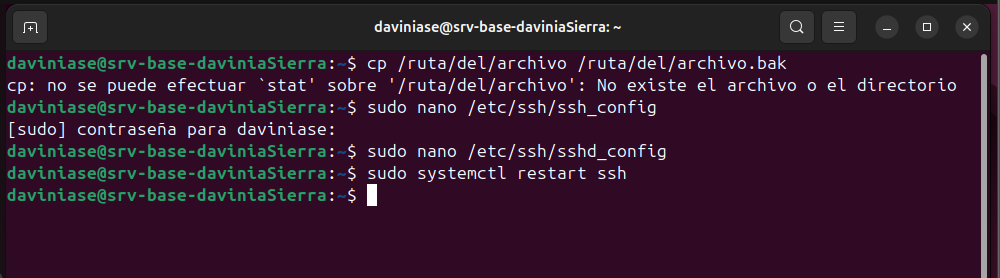 daviniase@srv-base-daviniaSierra: ~
daviniase@srv-base-daviniaSierra:~$ cp /ruta/del/archivo /ruta/del/archivo.bak
cp: no se puede efectuar `stat' sobre '/ruta/del/archivo': No existe el archivo o el directorio
daviniase@srv-base-daviniaSierra:~$ sudo nano /etc/ssh/ssh_config
[sudo] contraseña para daviniase:
daviniase@srv-base-daviniaSierra:~$ sudo nano /etc/ssh/sshd_config
daviniase@srv-base-daviniaSierra:~$ sudo systemctl restart ssh
daviniase@srv-base-daviniaSierra:~$